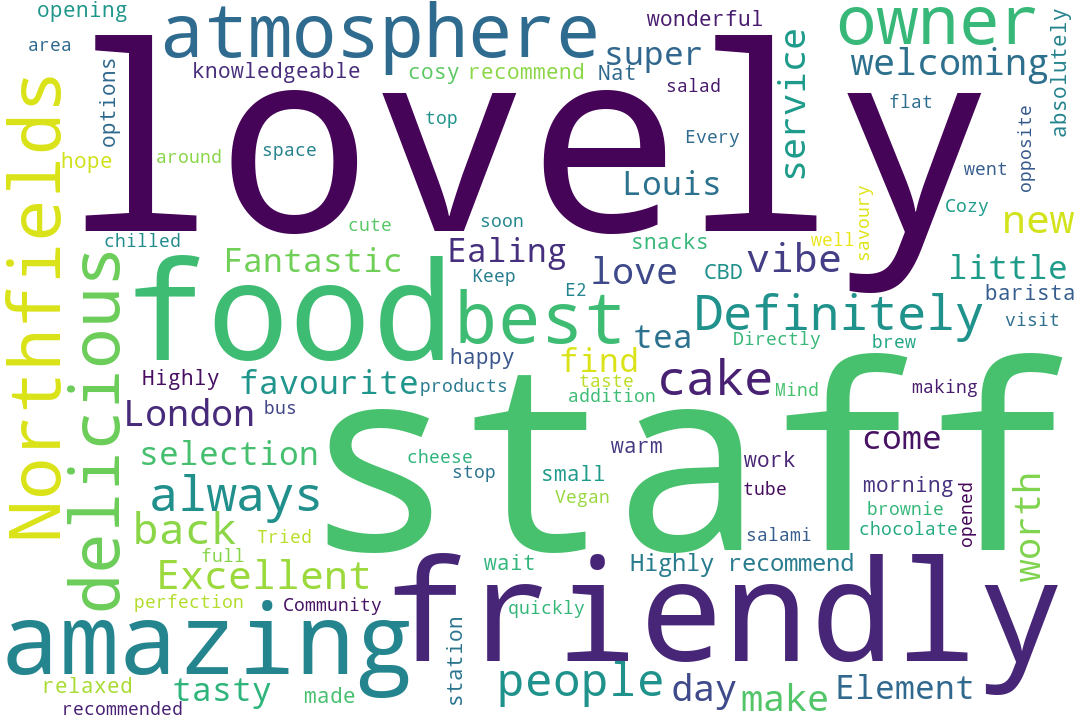 opening
atmosphere
wonderful
owner
area
super
welcoming
absolutely
knowledgeable
cosy
recommend
Nat
salad
service
options
lovely
flat
top
Every
Northfields
hope
around
space
opposite
went
Louis
savoury
Cozy
new
chilled
cute
soon
snacks
well
Fantastic
Ealing
Keep
love
CBD
vibe
little
delicious
food
best
E2
Definitely
barista
visit
tea
Directly
brew
happy
find
Highly
favourite
products
taste
addition
cake
Mind
making
London
bus
staff
come
selection
cheese
stop
warm
small
work
tube
morning
opened
worth
always
Vegan
brownie
chocolate
back
Tried
salami
full
wait
Highly recommend
Excellent
perfection
Community
quickly
friendly
amazing
station
people
relaxed
tasty
made
day
make
Element
recommended